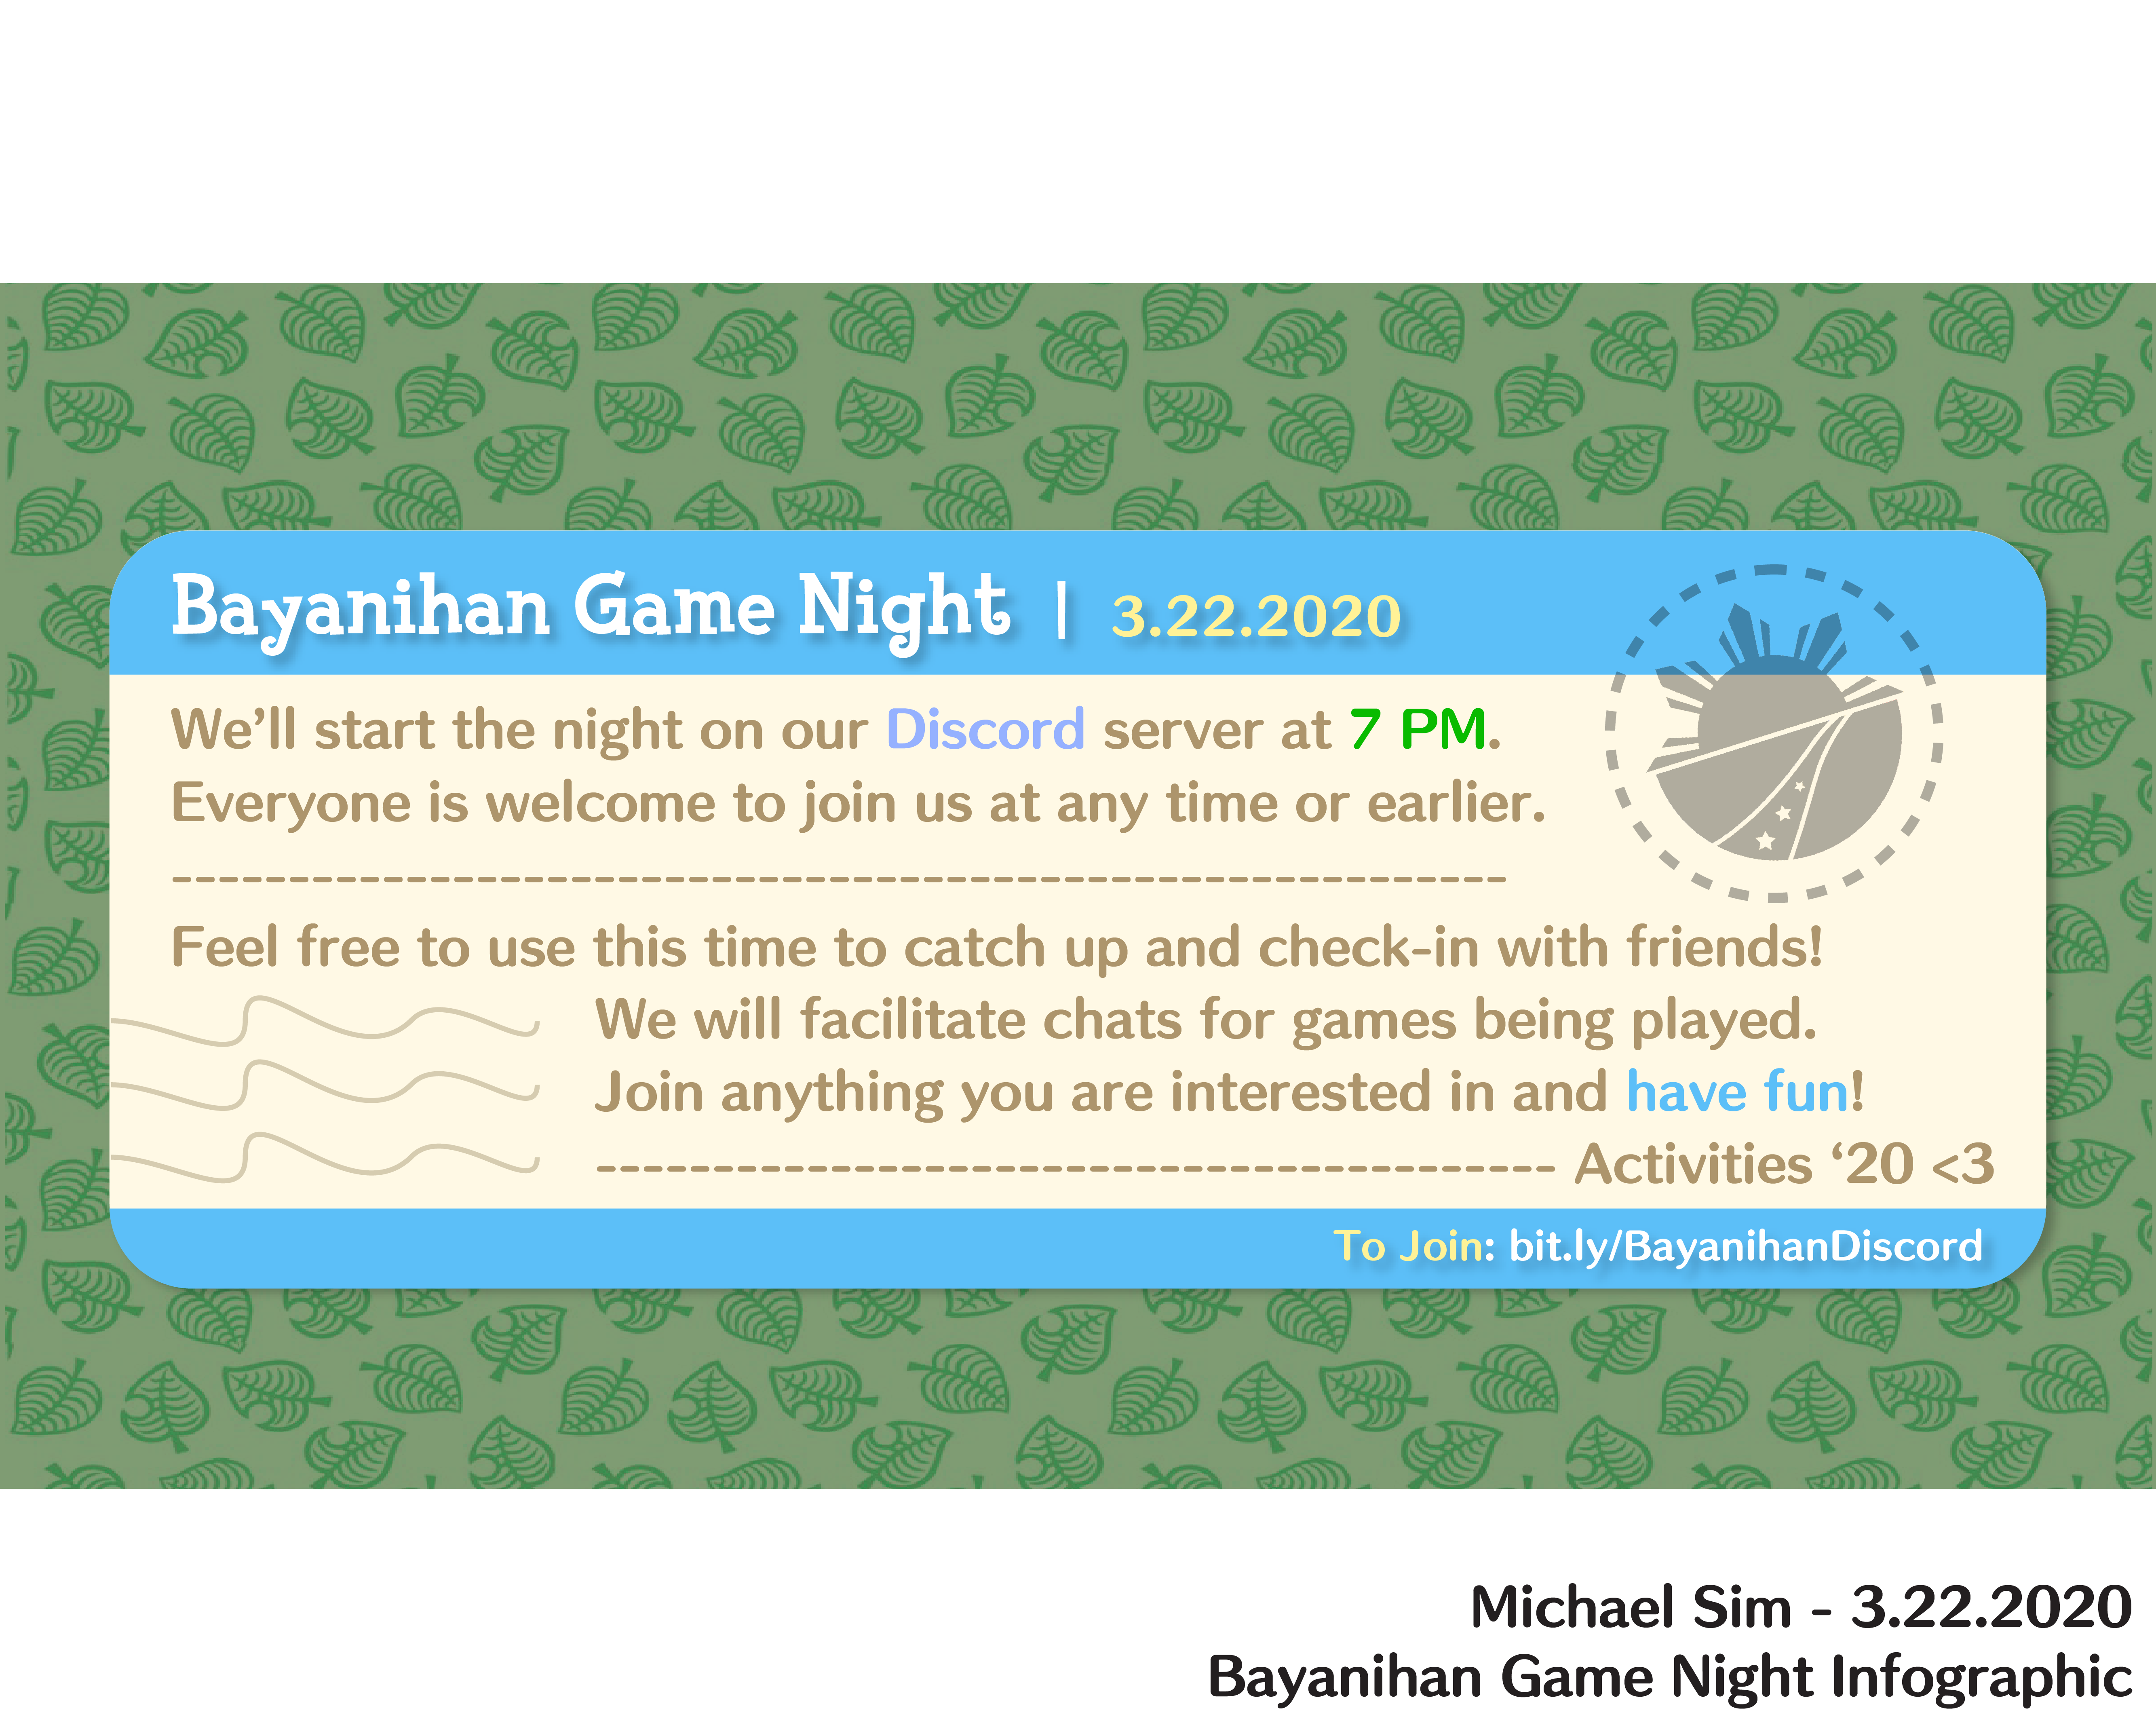 Bayanihan Game Night | 3.22.2020
We’ll start the night on our Discord server at 7 PM.
Everyone is welcome to join us at any time or earlier.
---------------------------------------------------------
Feel free to use this time to catch up and check-in with friends!
We will facilitate chats for games being played.
Join anything you are interested in and have fun!
----------------------------------------- Activities ‘20 <3
To Join: bit.ly/BayanihanDiscord
Michael Sim - 3.22.2020
Bayanihan Game Night Infographic